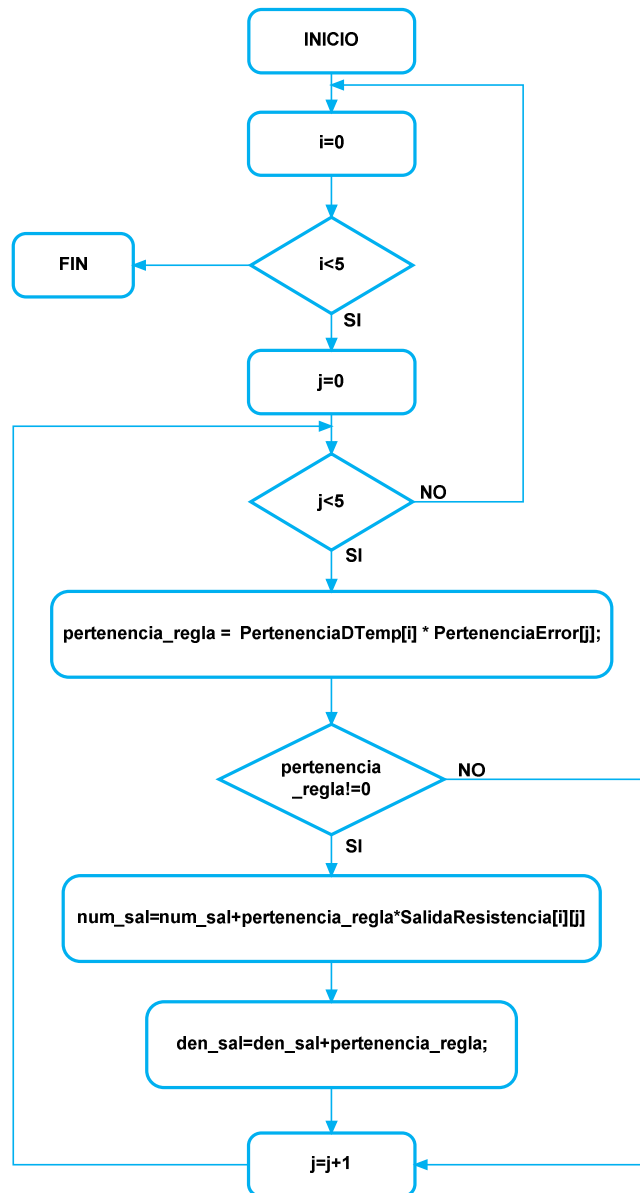 INICIO
i=0
i<5
FIN
SI
j=0
j<5
NO
SI
pertenencia_regla = PertenenciaDTemp[i] * PertenenciaError[j];
pertenencia
_regla!=0
NO
SI
num_sal=num_sal+pertenencia_regla*SalidaResistencia[i][j]
den_sal=den_sal+pertenencia_regla;
j=j+1